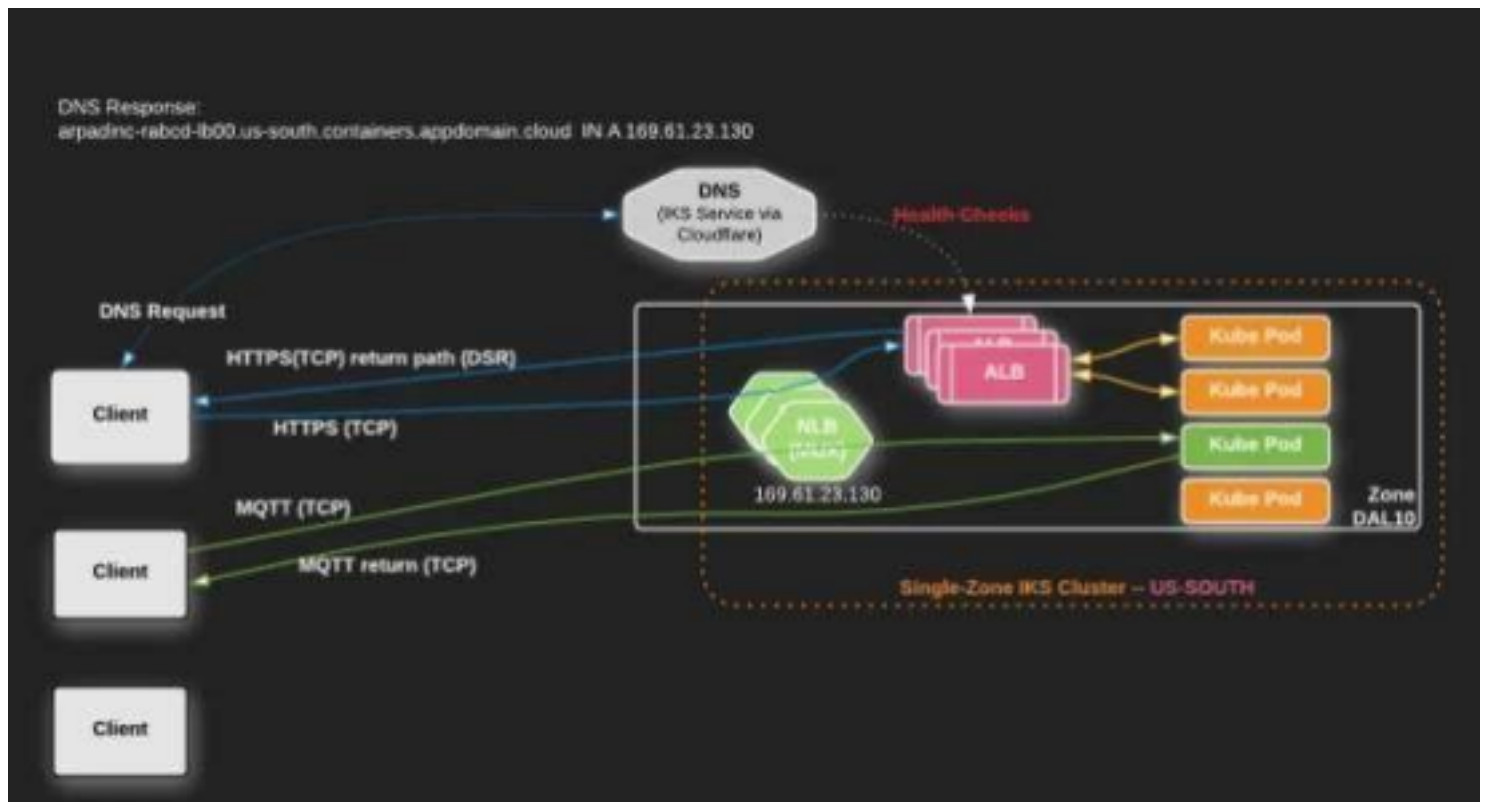 DNS Response:
arpadinc-rabcd-lb00.us-south.containers.appdomain.cloud IN A 169.61.23.130
DNS
(IKS Service via
Cloudflare)
Health Checks
DNS Request
HTTPS(TCP) return path (DSR)
Client
HTTPS (TCP)
ALB
ALB
Kube Pod
Kube Pod
Kube Pod
Kube Pod
NLB
(MUX)
169.61.23.130
Zone
DAL10
MQTT (TCP)
Client
MQTT return (TCP)
Single-Zone IKS Cluster -- US-SOUTH
Client